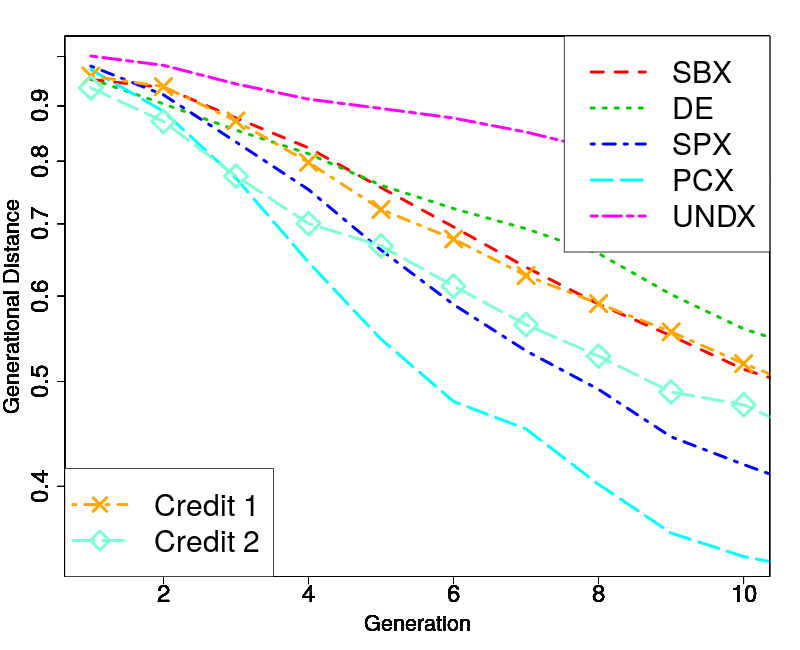 SBX
DE
SPX
PCX
UNDX
0.9
0.8
0.7
0.6
0.5
0.4
Generational Distance
Credit 1
Credit 2
2 4 6 8 10
Generation